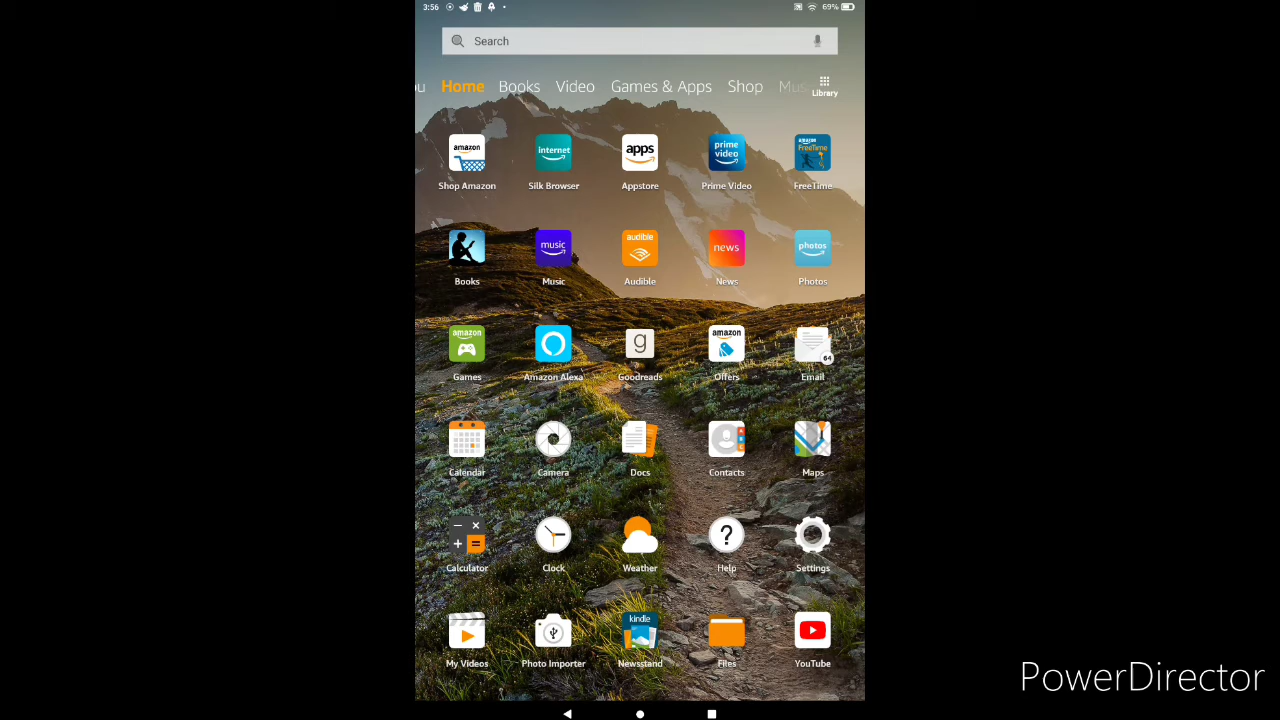 3:56
69%
Search
ou Home Books Video Games & Apps Shop Mus
Library
amazon internet apps prime video amazon FreeTime
Shop Amazon Silk Browser Appstore Prime Video FreeTime
music audible news photos
Books Music Audible News Photos
amazon g amazon 64
Games Amazon Alexa Goodreads Offers Email
Calendar Camera Docs Contacts Maps
− × + = ?
Calculator Clock Weather Help Settings
kindle
My Videos Photo Importer Newsstand Files YouTube
PowerDirector